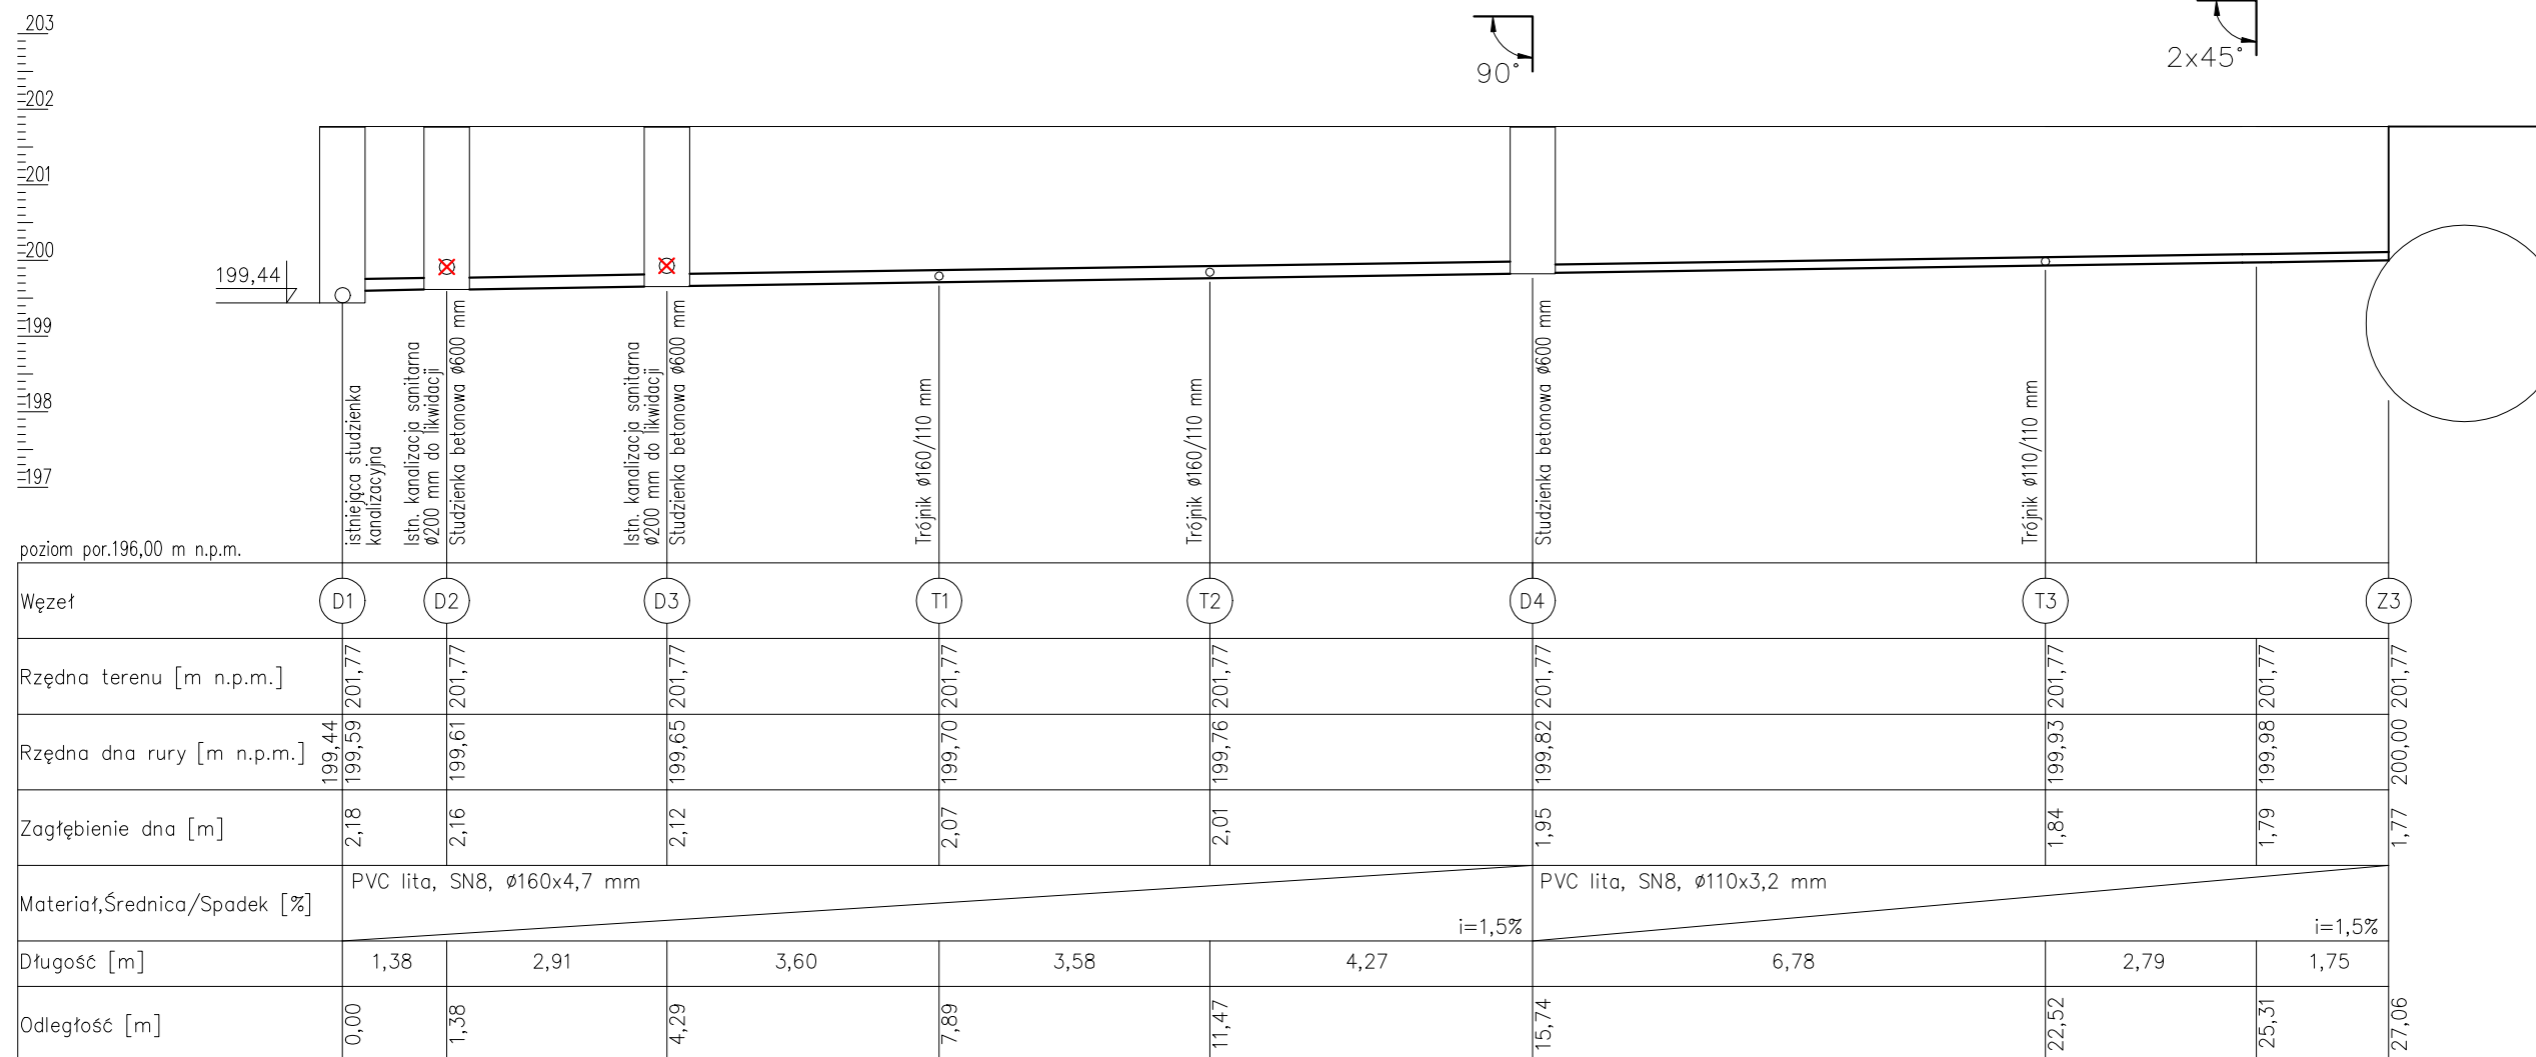 203
202
201
200
199
198
197
90°
2x45°
199,44
istniejąca studzienka
kanalizacyjna
Istn. kanalizacja sanitarna
ø200 mm do likwidacji
Studzienka betonowa ø600 mm
Istn. kanalizacja sanitarna
ø200 mm do likwidacji
Studzienka betonowa ø600 mm
Trójnik ø160/110 mm
Trójnik ø160/110 mm
Studzienka betonowa ø600 mm
Trójnik ø110/110 mm
poziom por.196,00 m n.p.m.
Węzeł D1 D2 D3 T1 T2 D4 T3 Z3
Rzędna terenu [m n.p.m.] 201,77 201,77 201,77 201,77 201,77 201,77 201,77 201,77 201,77
Rzędna dna rury [m n.p.m.] 199,44 199,59 199,61 199,65 199,70 199,76 199,82 199,93 199,98 200,00
Zagłębienie dna [m] 2,18 2,16 2,12 2,07 2,01 1,95 1,84 1,79 1,77
Materiał,Średnica/Spadek [%] PVC lita, SN8, ø160x4,7 mm i=1,5% PVC lita, SN8, ø110x3,2 mm i=1,5%
Długość [m] 1,38 2,91 3,60 3,58 4,27 6,78 2,79 1,75
Odległość [m] 0,00 1,38 4,29 7,89 11,47 15,74 22,52 25,31 27,06